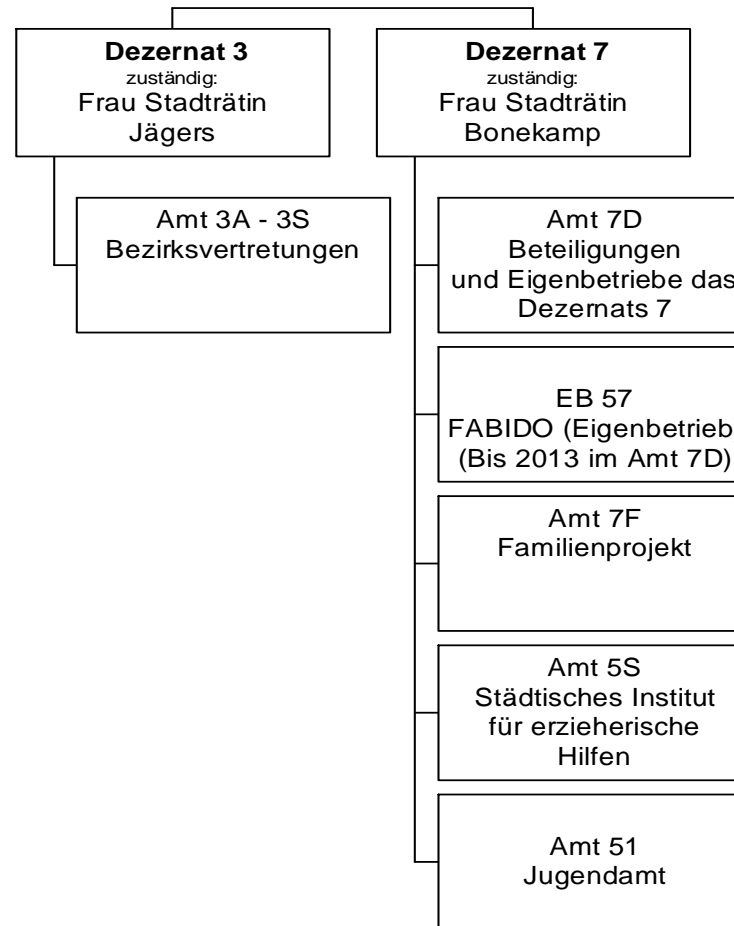 Dezernat 3
zuständig:
Frau Stadträtin
Jägers
Amt 3A - 3S
Bezirksvertretungen
Dezernat 7
zuständig:
Frau Stadträtin
Bonekamp
Amt 7D
Beteiligungen
und Eigenbetriebe das
Dezernats 7
EB 57
FABIDO (Eigenbetrieb
(Bis 2013 im Amt 7D)
Amt 7F
Familienprojekt
Amt 5S
Städtisches Institut
für erzieherische
Hilfen
Amt 51
Jugendamt